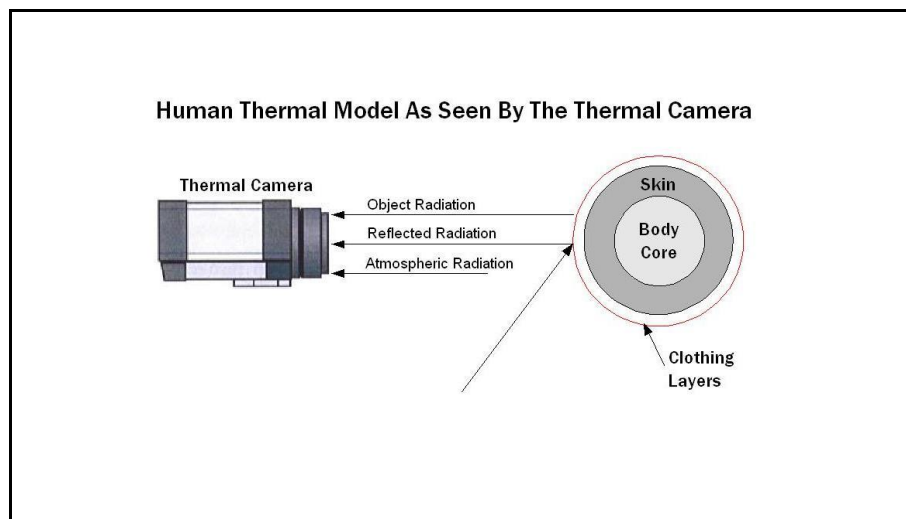 Human Thermal Model As Seen By The Thermal Camera
Thermal Camera
Object Radiation
Reflected Radiation
Atmospheric Radiation
Skin
Body
Core
Clothing
Layers